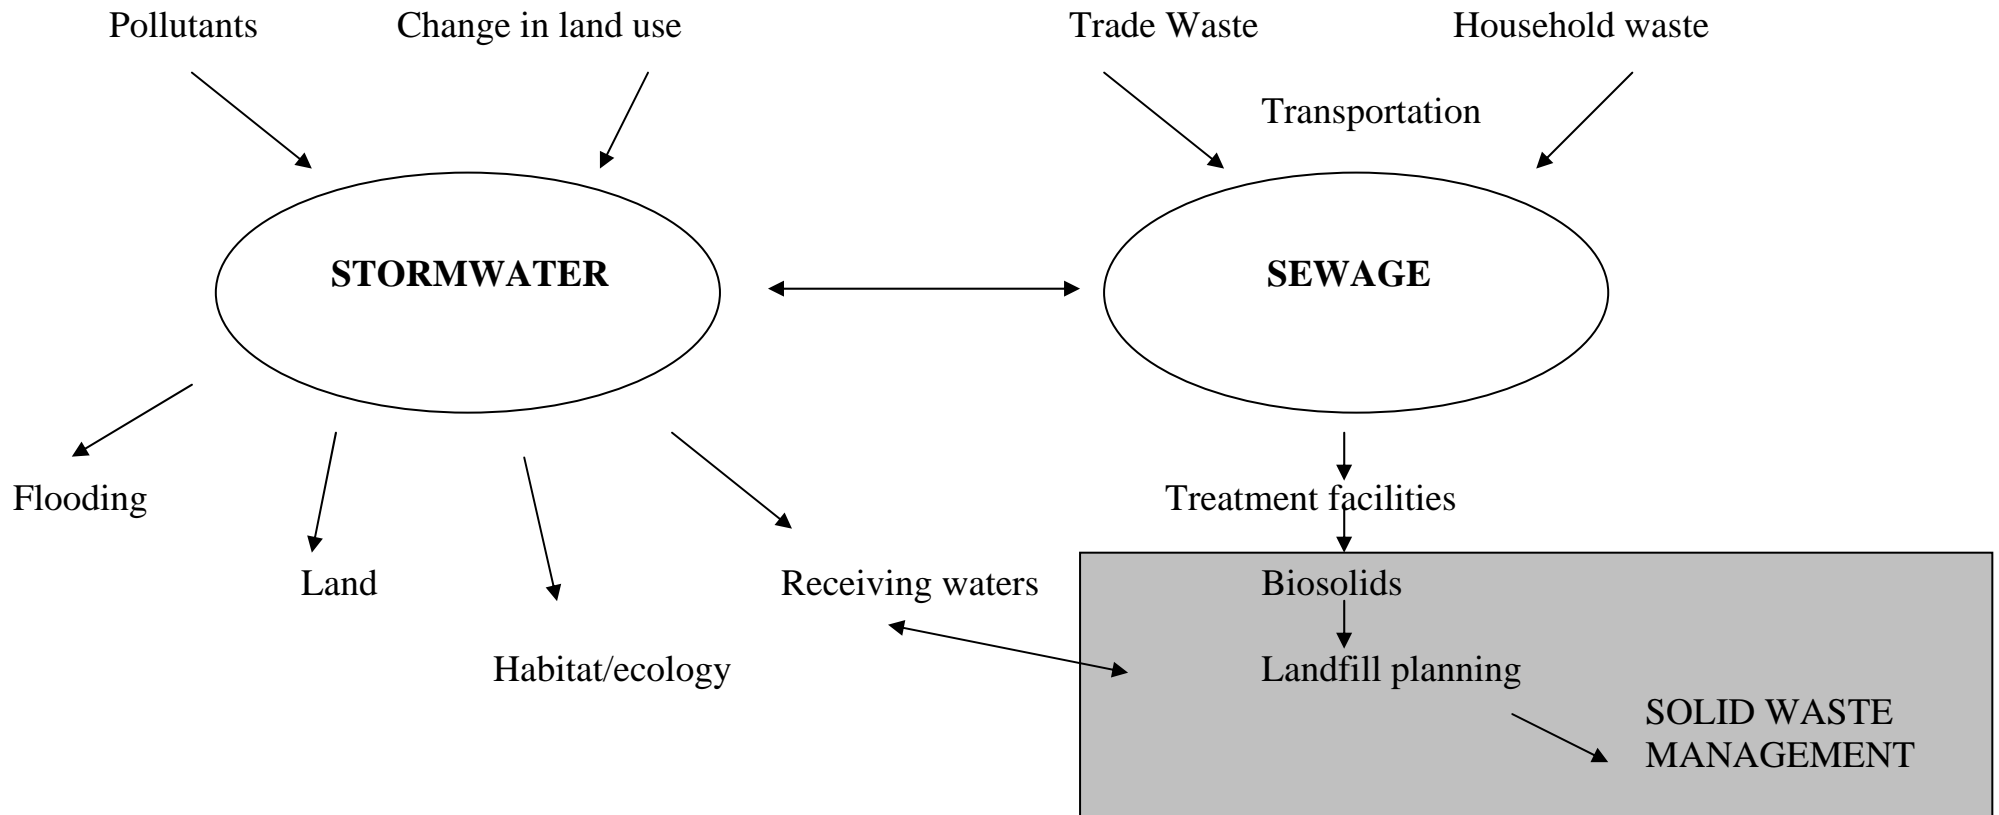 Pollutants
Change in land use
Trade Waste
Household waste
Transportation
STORMWATER
SEWAGE
Flooding
Treatment facilities
Land
Receiving waters
Biosolids
Habitat/ecology
Landfill planning
SOLID WASTE
MANAGEMENT